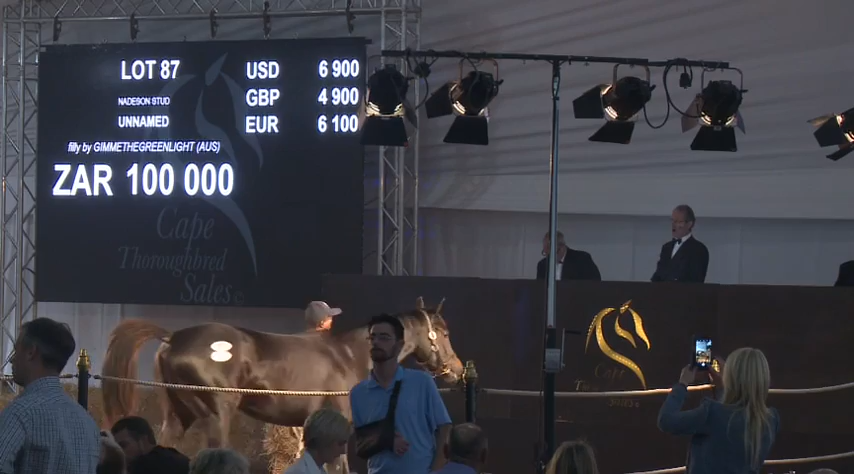 LOT 87
NADESON STUD
UNNAMED
filly by GIMMETHEGREENLIGHT (AUS)
ZAR 100 000
USD 6 900
GBP 4 900
EUR 6 100
Cape
Thoroughbred
Sales
Cape